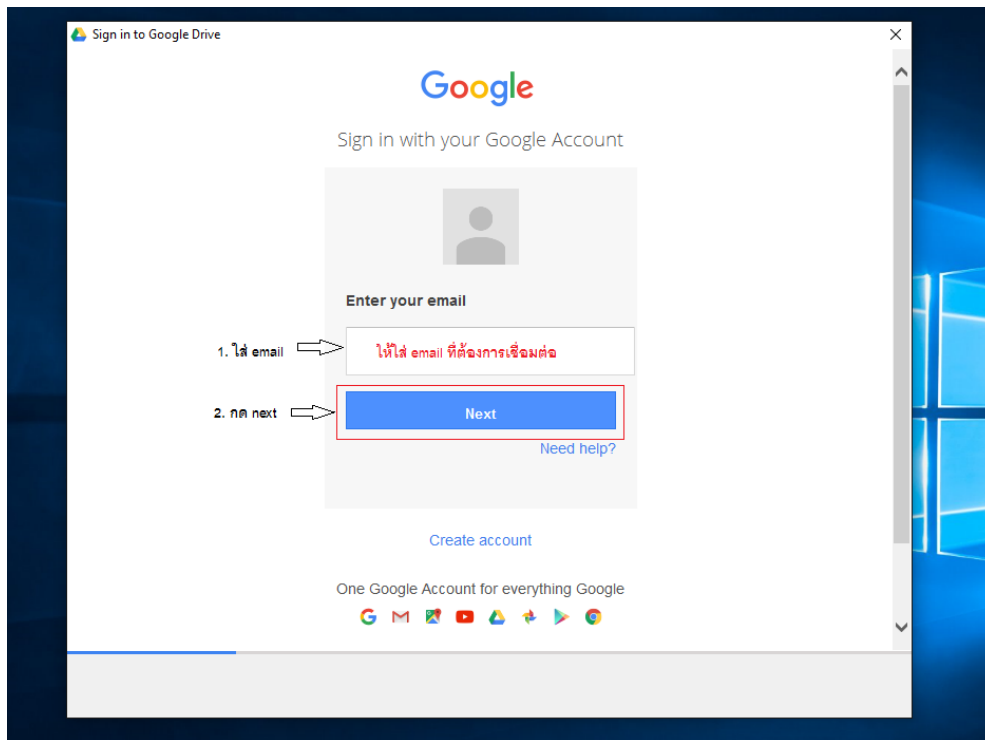 Sign in to Google Drive
Google
Sign in with your Google Account
Enter your email
1. ใส่ email
ให้ใส่ email ที่ต้องการเชื่อมต่อ
2. กด next
Next
Need help?
Create account
One Google Account for everything Google